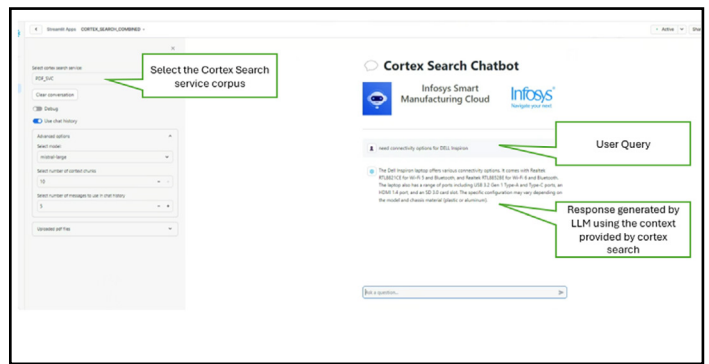 Streamlit Apps CORTEX_SEARCH_COMBINED
Active
Select cortex search service:
PDF_SVC
Clear conversation
Debug
Use chat history
Advanced options
Select model:
mistral-large
Select number of context chunks
10
Select number of messages to use in chat history
5
Uploaded pdf files
Select the Cortex Search
service corpus
Cortex Search Chatbot
Infosys Smart
Manufacturing Cloud
Infosys
Navigate your next
need connectivity options for DELL Inspiron
User Query
The Dell Inspiron laptop offers various connectivity options. It comes with Realtek
for Wi-Fi 5 and Bluetooth, and Realtek for Wi-Fi 6 and Bluetooth.
The laptop also has a range of ports including USB 3.2 Gen 1 Type-A and Type-C ports, an
HDMI 1.4 port, and an SD 3.0 card slot. The specific configuration may vary depending on
the model and chassis material (plastic or aluminum).
Response generated by
LLM using the context
provided by cortex
search
Ask a question...